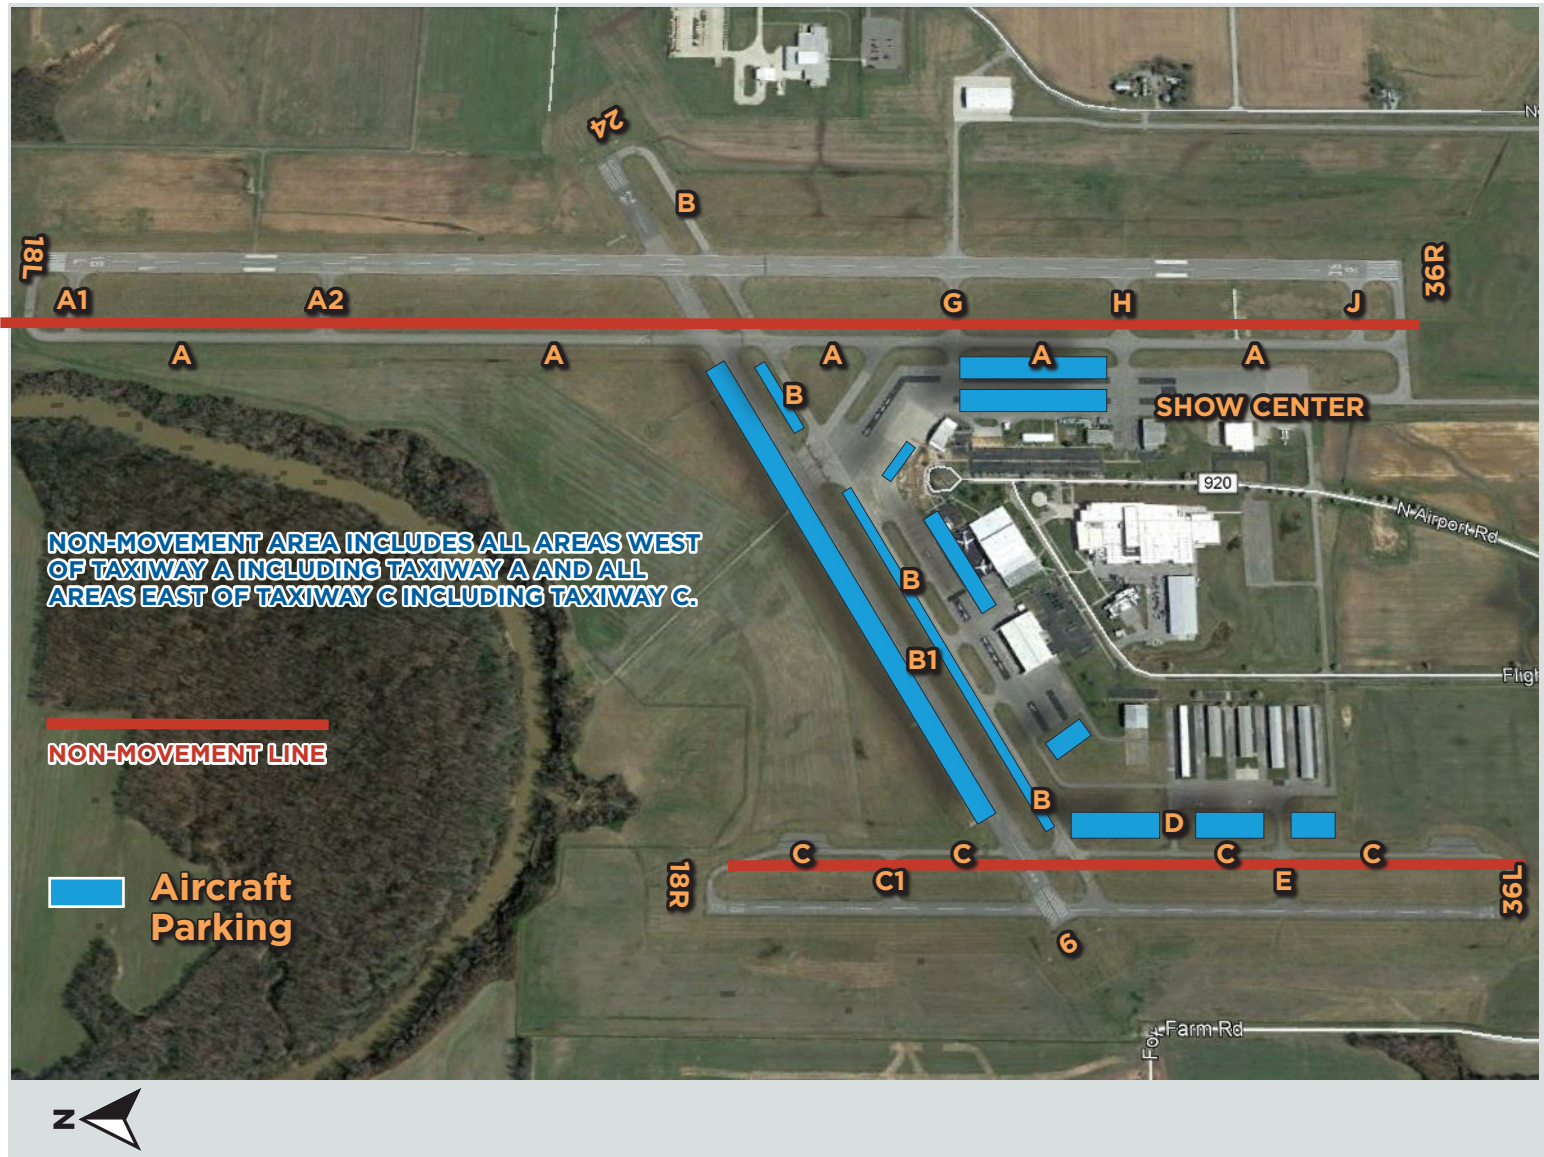 24
B
18L
36R
A1
A2
G
H
J
A
A
A
A
A
B
SHOW CENTER
920
N Airport Rd
NON-MOVEMENT AREA INCLUDES ALL AREAS WEST
OF TAXIWAY A INCLUDING TAXIWAY A AND ALL
AREAS EAST OF TAXIWAY C INCLUDING TAXIWAY C.
B
B1
Fligh
NON-MOVEMENT LINE
B
D
C
C
C
C
18R
C1
E
36L
Aircraft
Parking
6
Fox Farm Rd
N